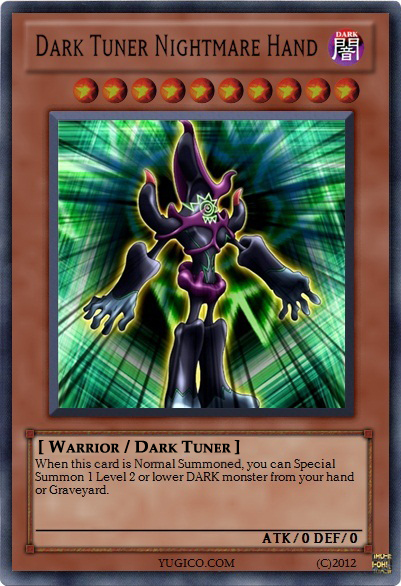 DARK TUNER NIGHTMARE HAND
DARK
闇
[ WARRIOR / DARK TUNER ]
When this card is Normal Summoned, you can Special
Summon 1 Level 2 or lower DARK monster from your hand
or Graveyard.
ATK/0 DEF/0
YUGICO.COM
(C)2012